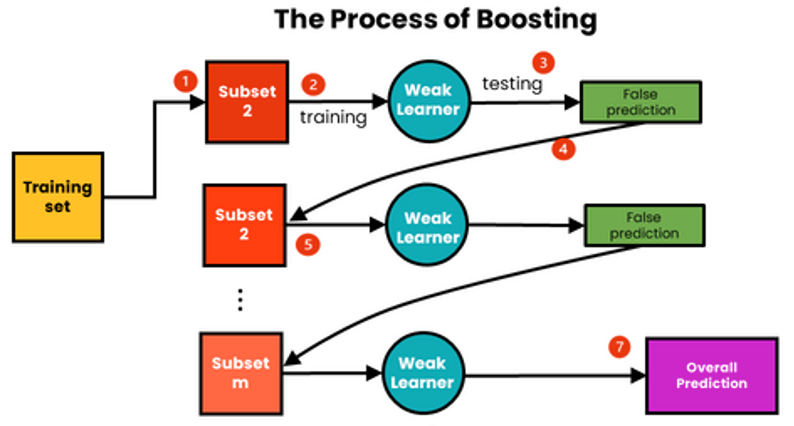 The Process of Boosting
1
Subset
2
2
training
Weak
Learner
3
testing
False
prediction
4
Training
set
Subset
2
5
Weak
Learner
False
prediction
Subset
m
Weak
Learner
7
Overall
Prediction